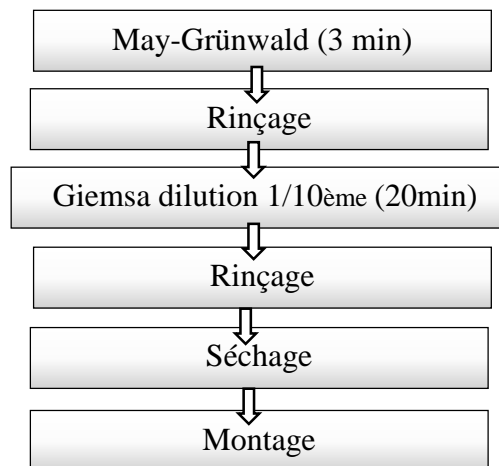 May-Grünwald (3 min)
Rinçage
Giemsa dilution 1/10ème (20min)
Rinçage
Séchage
Montage